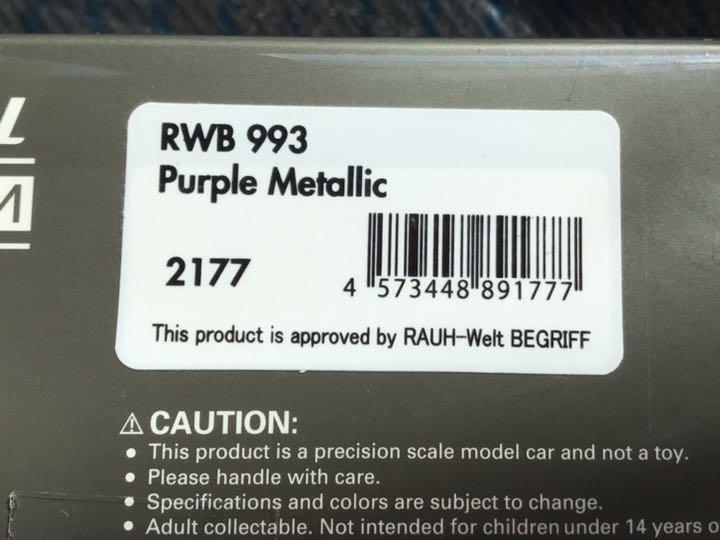 RWB 993
Purple Metallic
2177
4 573448 891777
This product is approved by RAUH-Welt BEGRIFF
⚠ CAUTION:
• This product is a precision scale model car and not a toy.
• Please handle with care.
• Specifications and colors are subject to change.
• Adult collectable. Not intended for children under 14 years